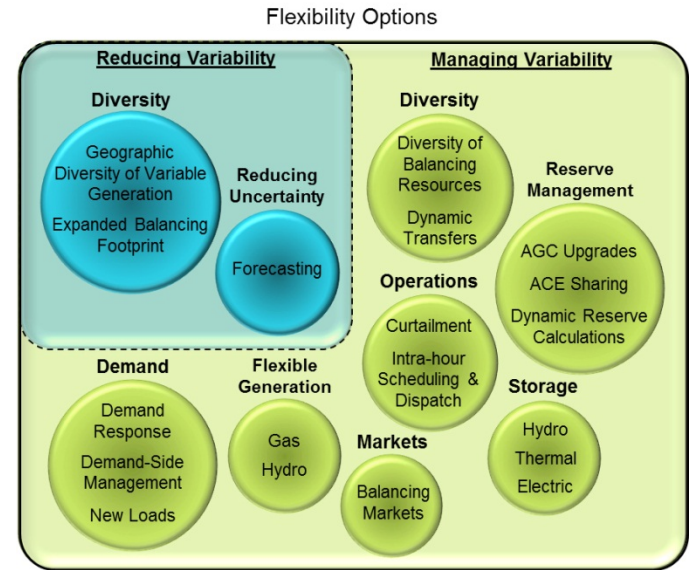 Flexibility Options
Reducing Variability
Diversity
Geographic
Diversity of Variable
Generation
Expanded Balancing
Footprint
Reducing
Uncertainty
Forecasting
Managing Variability
Diversity
Diversity of
Balancing
Resources
Dynamic
Transfers
Reserve
Management
AGC Upgrades
ACE Sharing
Dynamic Reserve
Calculations
Operations
Curtailment
Intra-hour
Scheduling &
Dispatch
Demand
Demand
Response
Demand-Side
Management
New Loads
Flexible
Generation
Gas
Hydro
Markets
Balancing
Markets
Storage
Hydro
Thermal
Electric